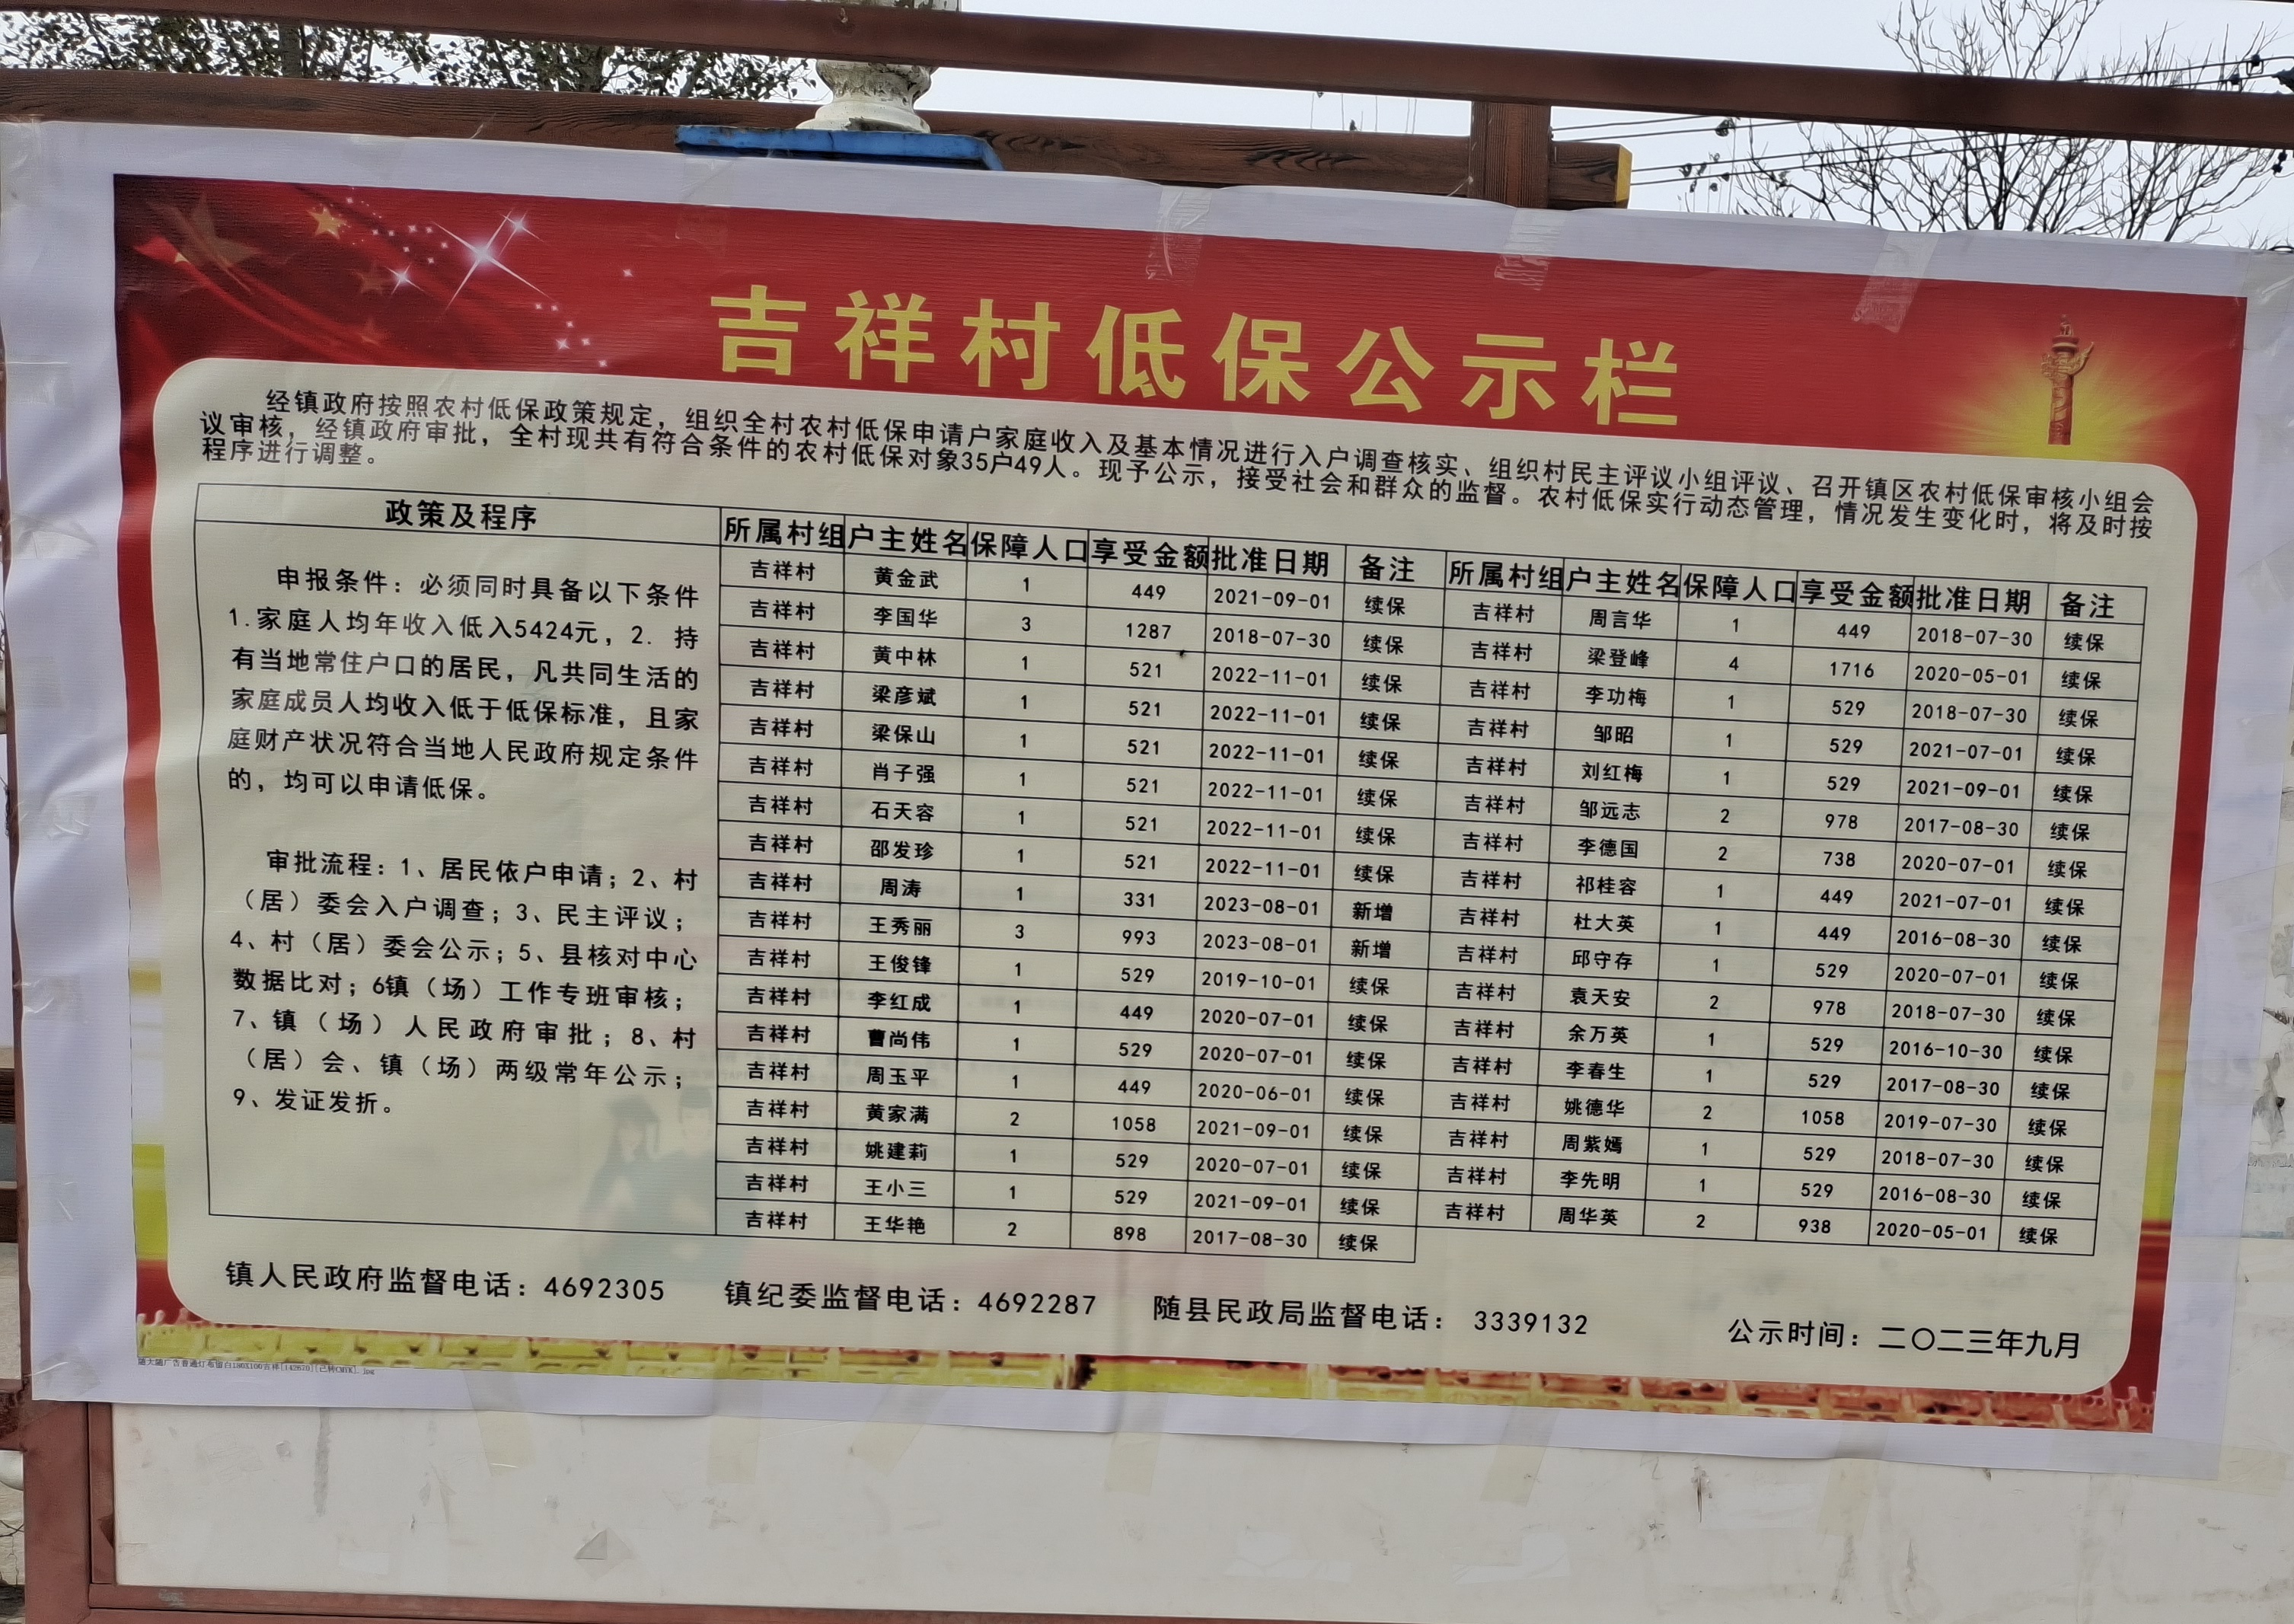 吉祥村低保公示栏
经镇政府按照农村低保政策规定，组织全村农村低保申请户家庭收入及基本情况进行入户调查核实、组织村民主评议小组评议、召开镇区农村低保审核小组会
议审核，经镇政府审批，全村现共有符合条件的农村低保对象35户49人。现予公示，接受社会和群众的监督。农村低保实行动态管理，情况发生变化时，将及时按
程序进行调整。
政策及程序
申报条件：必须同时具备以下条件
1.家庭人均年收入低入5424元，2. 持
有当地常住户口的居民，凡共同生活的
家庭成员人均收入低于低保标准，且家
庭财产状况符合当地人民政府规定条件
的，均可以申请低保。
审批流程：1、居民依户申请；2、村
（居）委会入户调查；3、民主评议；
4、村（居）委会公示；5、县核对中心
数据比对；6镇（场）工作专班审核；
7、镇（场）人民政府审批；8、村
（居）会、镇（场）两级常年公示；
9、发证发折。
所属村组 户主姓名 保障人口 享受金额 批准日期 备注
吉祥村 黄金武 1 449 2021-09-01 续保
吉祥村 李国华 3 1287 2018-07-30 续保
吉祥村 黄中林 1 521 2022-11-01 续保
吉祥村 梁彦斌 1 521 2022-11-01 续保
吉祥村 梁保山 1 521 2022-11-01 续保
吉祥村 肖子强 1 521 2022-11-01 续保
吉祥村 石天容 1 521 2022-11-01 续保
吉祥村 邵发珍 1 521 2022-11-01 续保
吉祥村 周涛 1 331 2023-08-01 新增
吉祥村 王秀丽 3 993 2023-08-01 新增
吉祥村 王俊锋 1 529 2019-10-01 续保
吉祥村 李红成 1 449 2020-07-01 续保
吉祥村 曹尚伟 1 529 2020-07-01 续保
吉祥村 周玉平 1 449 2020-06-01 续保
吉祥村 黄家满 2 1058 2021-09-01 续保
吉祥村 姚建莉 1 529 2020-07-01 续保
吉祥村 王小三 1 529 2021-09-01 续保
吉祥村 王华艳 2 898 2017-08-30 续保
所属村组 户主姓名 保障人口 享受金额 批准日期 备注
吉祥村 周言华 1 449 2018-07-30 续保
吉祥村 梁登峰 4 1716 2020-05-01 续保
吉祥村 李功梅 1 529 2018-07-30 续保
吉祥村 邹昭 1 529 2021-07-01 续保
吉祥村 刘红梅 1 529 2021-09-01 续保
吉祥村 邹远志 2 978 2017-08-30 续保
吉祥村 李德国 2 738 2020-07-01 续保
吉祥村 祁桂容 1 449 2021-07-01 续保
吉祥村 杜大英 1 449 2016-08-30 续保
吉祥村 邱守存 1 529 2020-07-01 续保
吉祥村 袁天安 2 978 2018-07-30 续保
吉祥村 余万英 1 529 2016-10-30 续保
吉祥村 李春生 1 529 2017-08-30 续保
吉祥村 姚德华 2 1058 2019-07-30 续保
吉祥村 周紫嫣 1 529 2018-07-30 续保
吉祥村 李先明 1 529 2016-08-30 续保
吉祥村 周华英 2 938 2020-05-01 续保
镇人民政府监督电话：4692305 镇纪委监督电话：4692287 随县民政局监督电话： 3339132 公示时间：二〇二三年九月